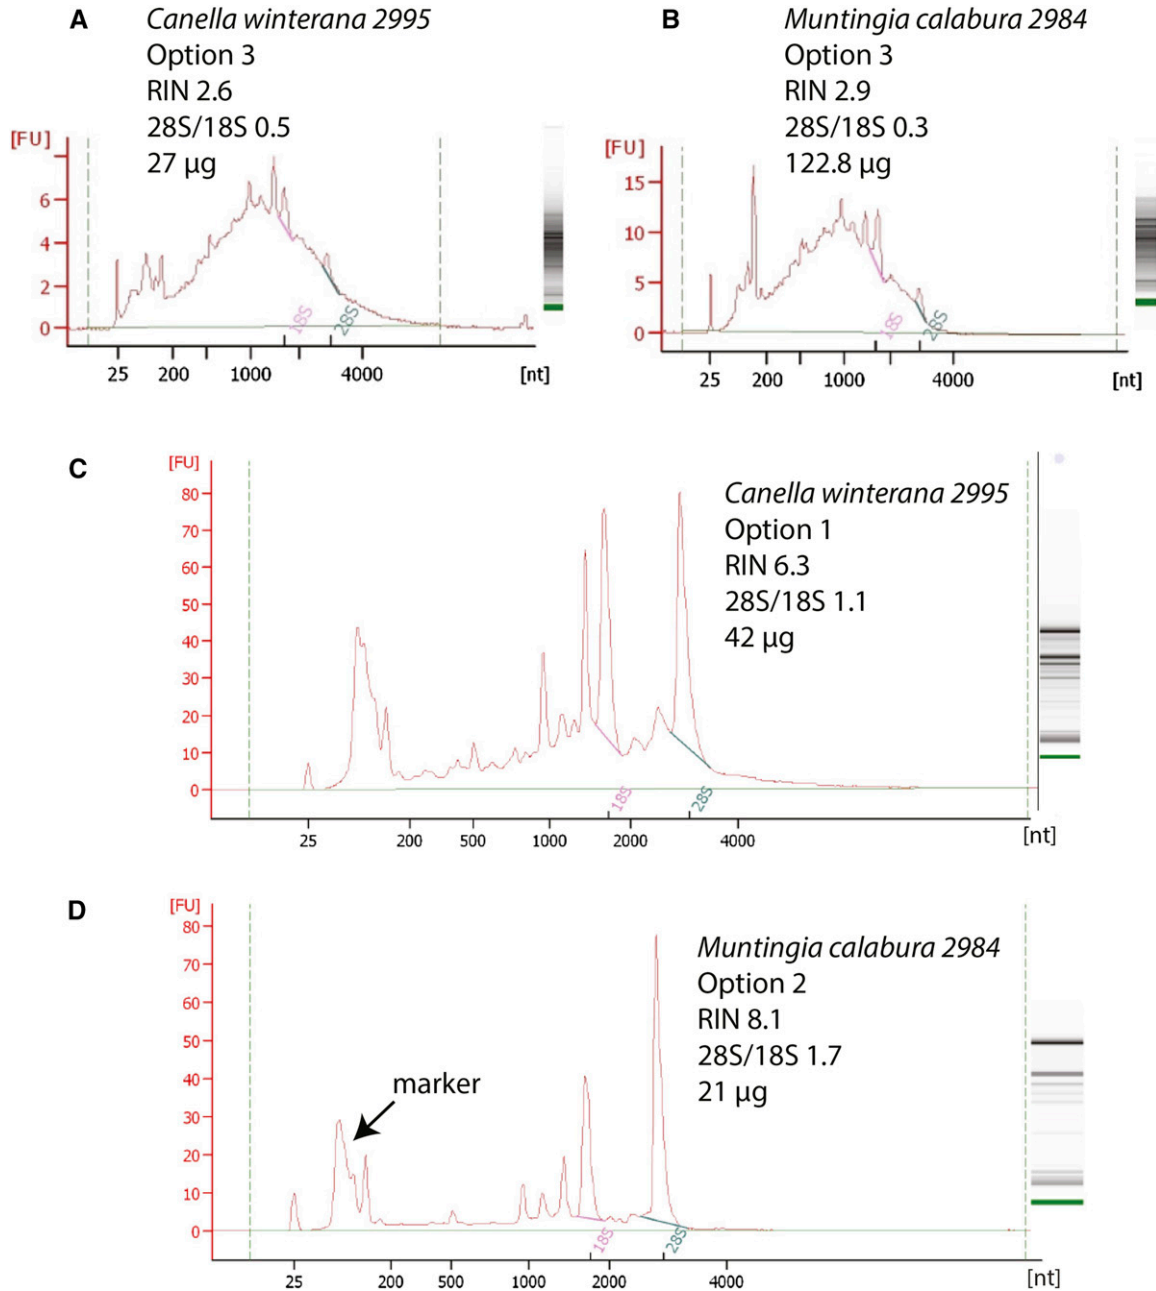 A
Canella winterana 2995
Option 3
RIN 2.6
28S/18S 0.5
27 µg
[FU]
6
4
2
0
18S
28S
25 200 1000 4000 [nt]
B
Muntingia calabura 2984
Option 3
RIN 2.9
28S/18S 0.3
122.8 µg
[FU]
15
10
5
0
18S
28S
25 200 1000 4000 [nt]
C
[FU]
80
70
60
50
40
30
20
10
0
Canella winterana 2995
Option 1
RIN 6.3
28S/18S 1.1
42 µg
18S
28S
25 200 500 1000 2000 4000 [nt]
D
[FU]
80
70
60
50
40
30
20
10
0
Muntingia calabura 2984
Option 2
RIN 8.1
28S/18S 1.7
21 µg
marker
18S
28S
25 200 500 1000 2000 4000 [nt]